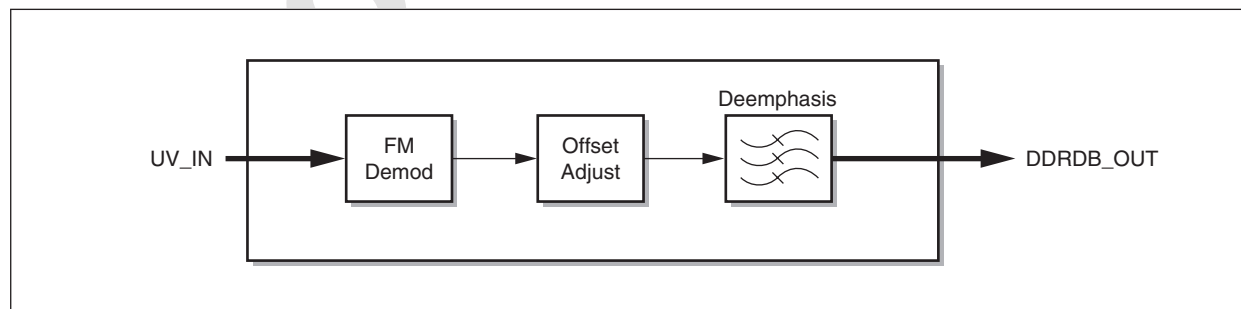 Deemphasis
UV_IN
FM
Demod
Offset
Adjust
DDRDB_OUT